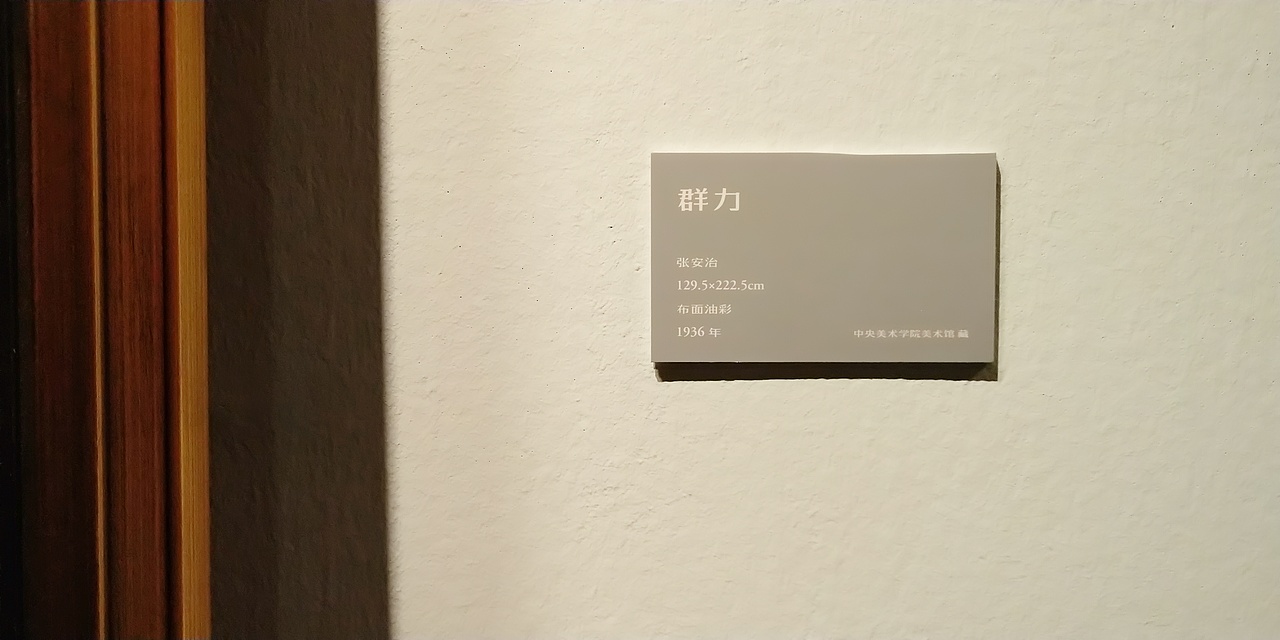 群力
张安治
129.5×222.5cm
布面油彩
1936 年
中央美术学院美术馆 藏